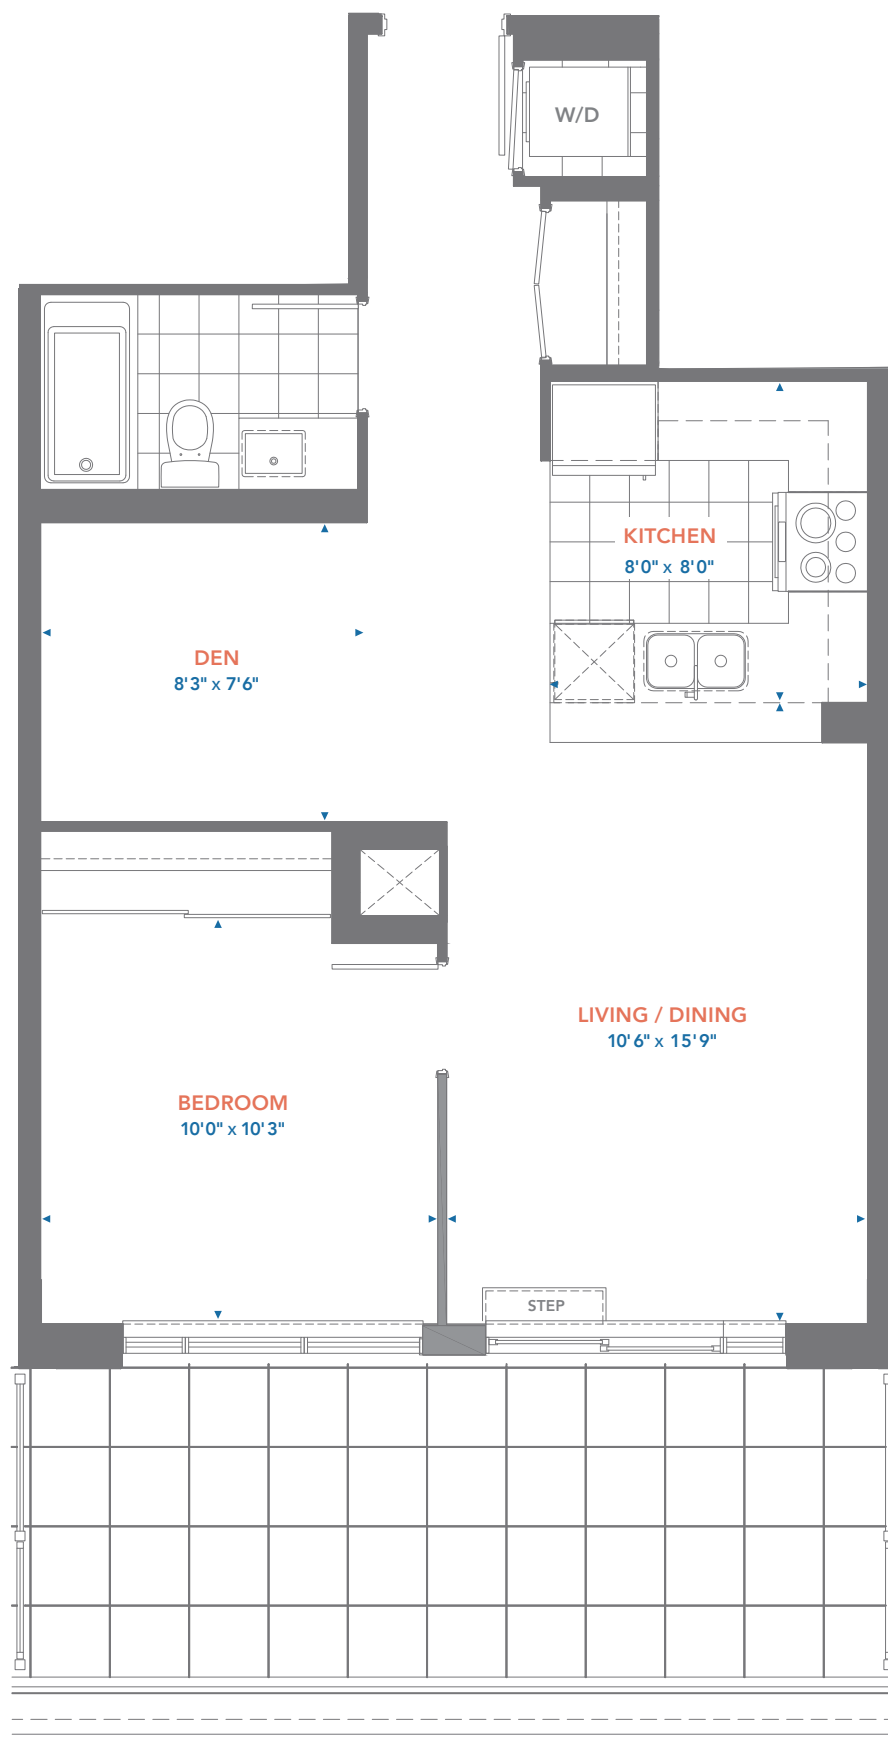 W/D
KITCHEN
8'0" x 8'0"
DEN
8'3" x 7'6"
LIVING / DINING
10'6" x 15'9"
BEDROOM
10'0" x 10'3"
STEP